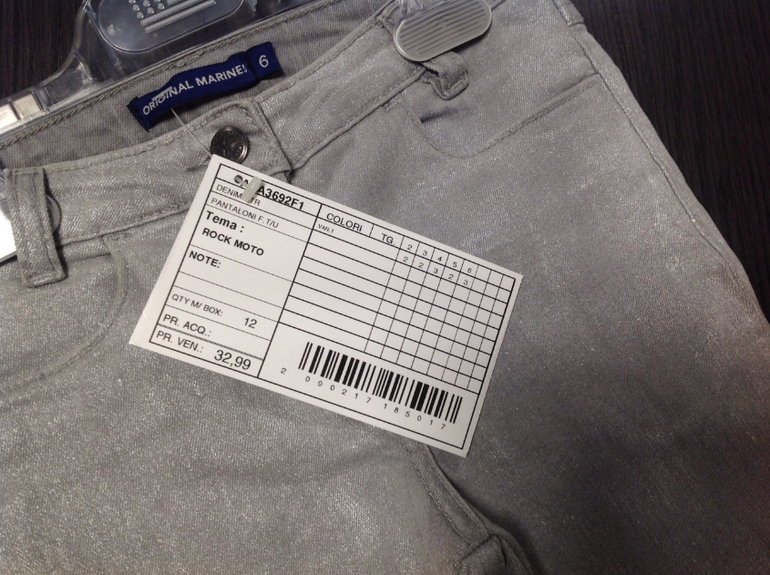 ORIGINAL MARINES 6
A3692F1
DENIM
PANTALONI F.T/U
Tema :
ROCK MOTO
NOTE:
QTY M/ BOX: 12
PR. ACQ.:
PR. VEN.: 32,99
COLORI TG. 2 3 4 5 6
2 2 3 2 3
2 000217 185017